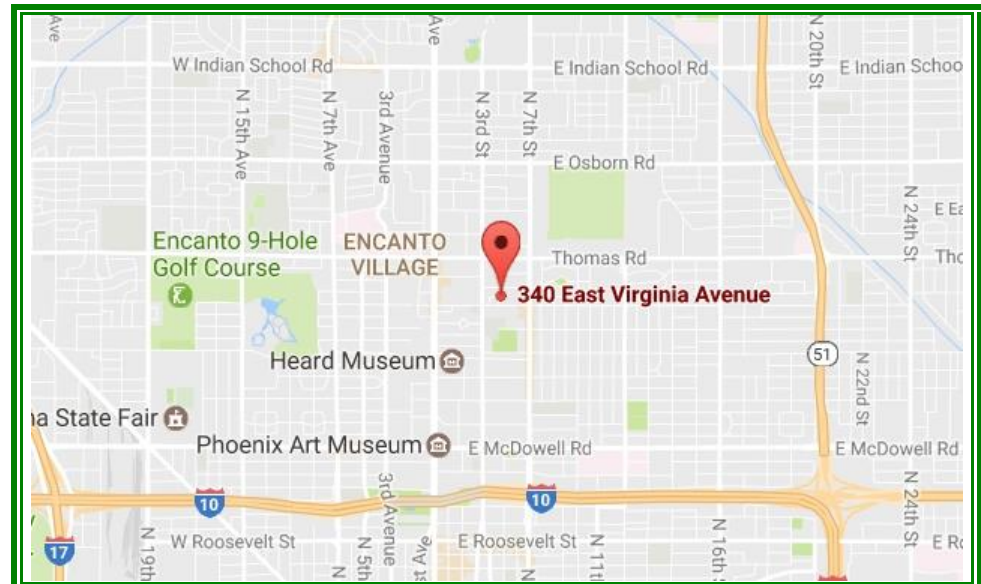 Ave
Ave
N 20th St
W Indian School Rd
E Indian School Rd
E Indian Schoo
N 15th Ave
N 7th Ave
3rd Avenue
N 3rd St
N 7th St
E Osborn Rd
N 24th St
E Ea
Encanto 9-Hole
Golf Course
ENCANTO
VILLAGE
Thomas Rd
Tho
340 East Virginia Avenue
Heard Museum
51
N 22nd St
na State Fair
Phoenix Art Museum
E McDowell Rd
E McDowell Rd
3rd Avenue
10
10
N 24th St
17
N 19th
W Roosevelt St
N 5th
st Ave
E Roosevelt St
N 11t
N 16th
E Ro
N
N